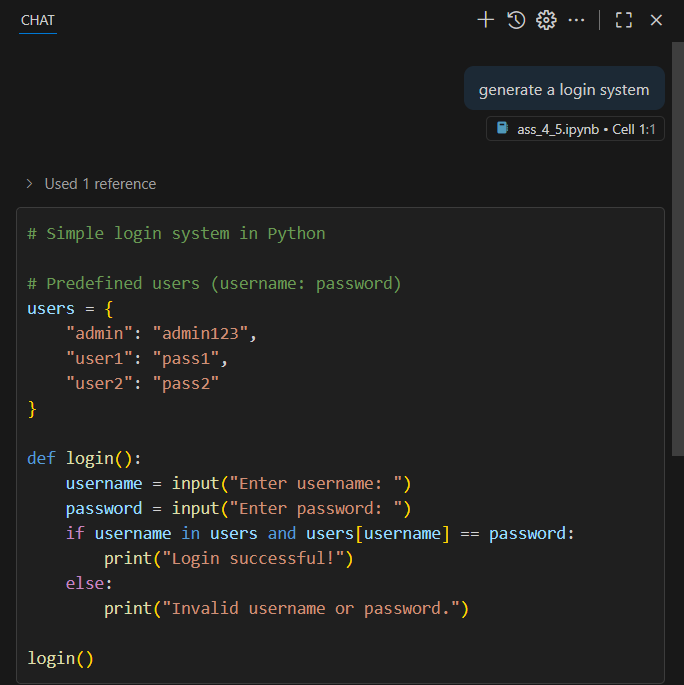 CHAT
generate a login system
ass_4_5.ipynb • Cell 1:1
Used 1 reference
# Simple login system in Python

# Predefined users (username: password)
users = {
    "admin": "admin123",
    "user1": "pass1",
    "user2": "pass2"
}

def login():
    username = input("Enter username: ")
    password = input("Enter password: ")
    if username in users and users[username] == password:
        print("Login successful!")
    else:
        print("Invalid username or password.")

login()